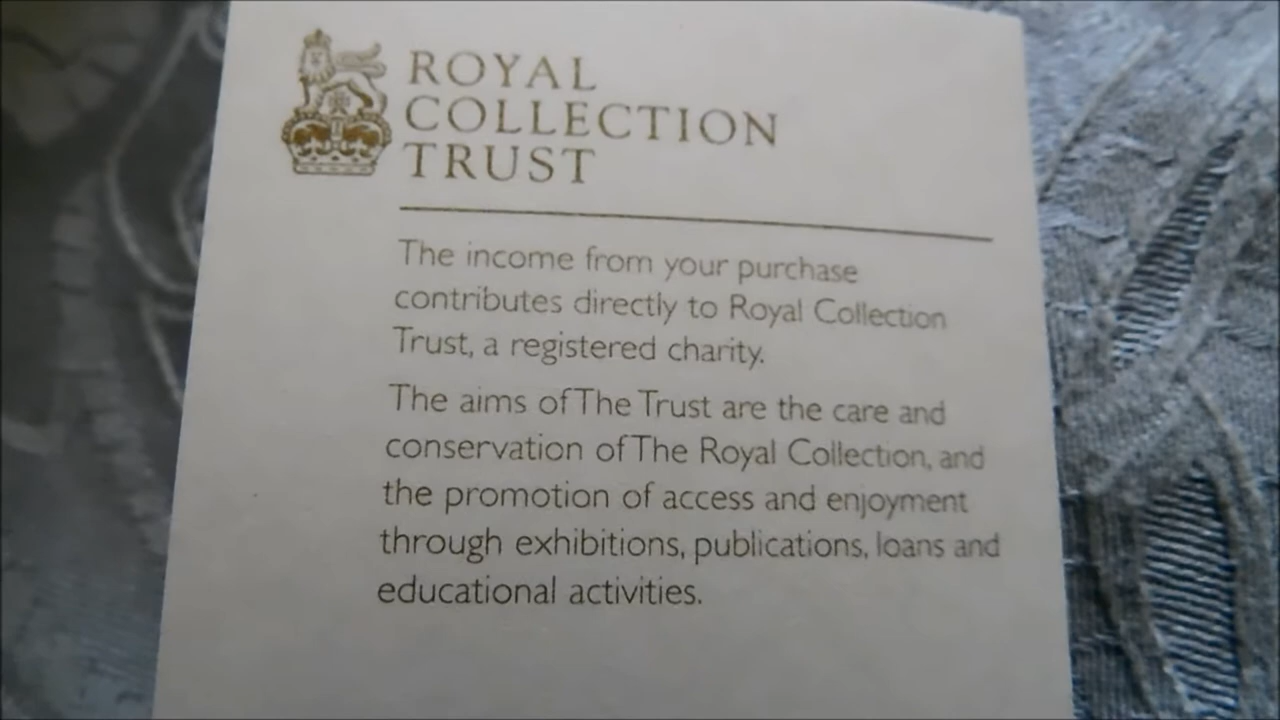 ROYAL
COLLECTION
TRUST
The income from your purchase
contributes directly to Royal Collection
Trust, a registered charity.
The aims of The Trust are the care and
conservation of The Royal Collection, and
the promotion of access and enjoyment
through exhibitions, publications, loans and
educational activities.